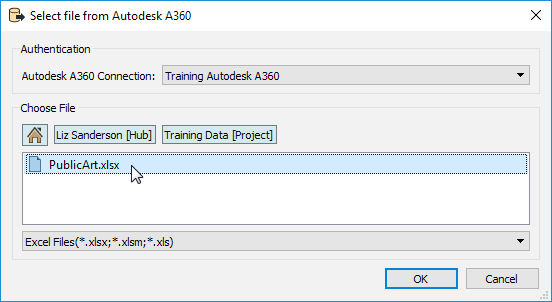 Select file from Autodesk A360
Authentication
Autodesk A360 Connection: Training Autodesk A360
Choose File
Liz Sanderson [Hub] Training Data [Project]
PublicArt.xlsx
Excel Files(*.xlsx;*.xlsm;*.xls)
OK Cancel